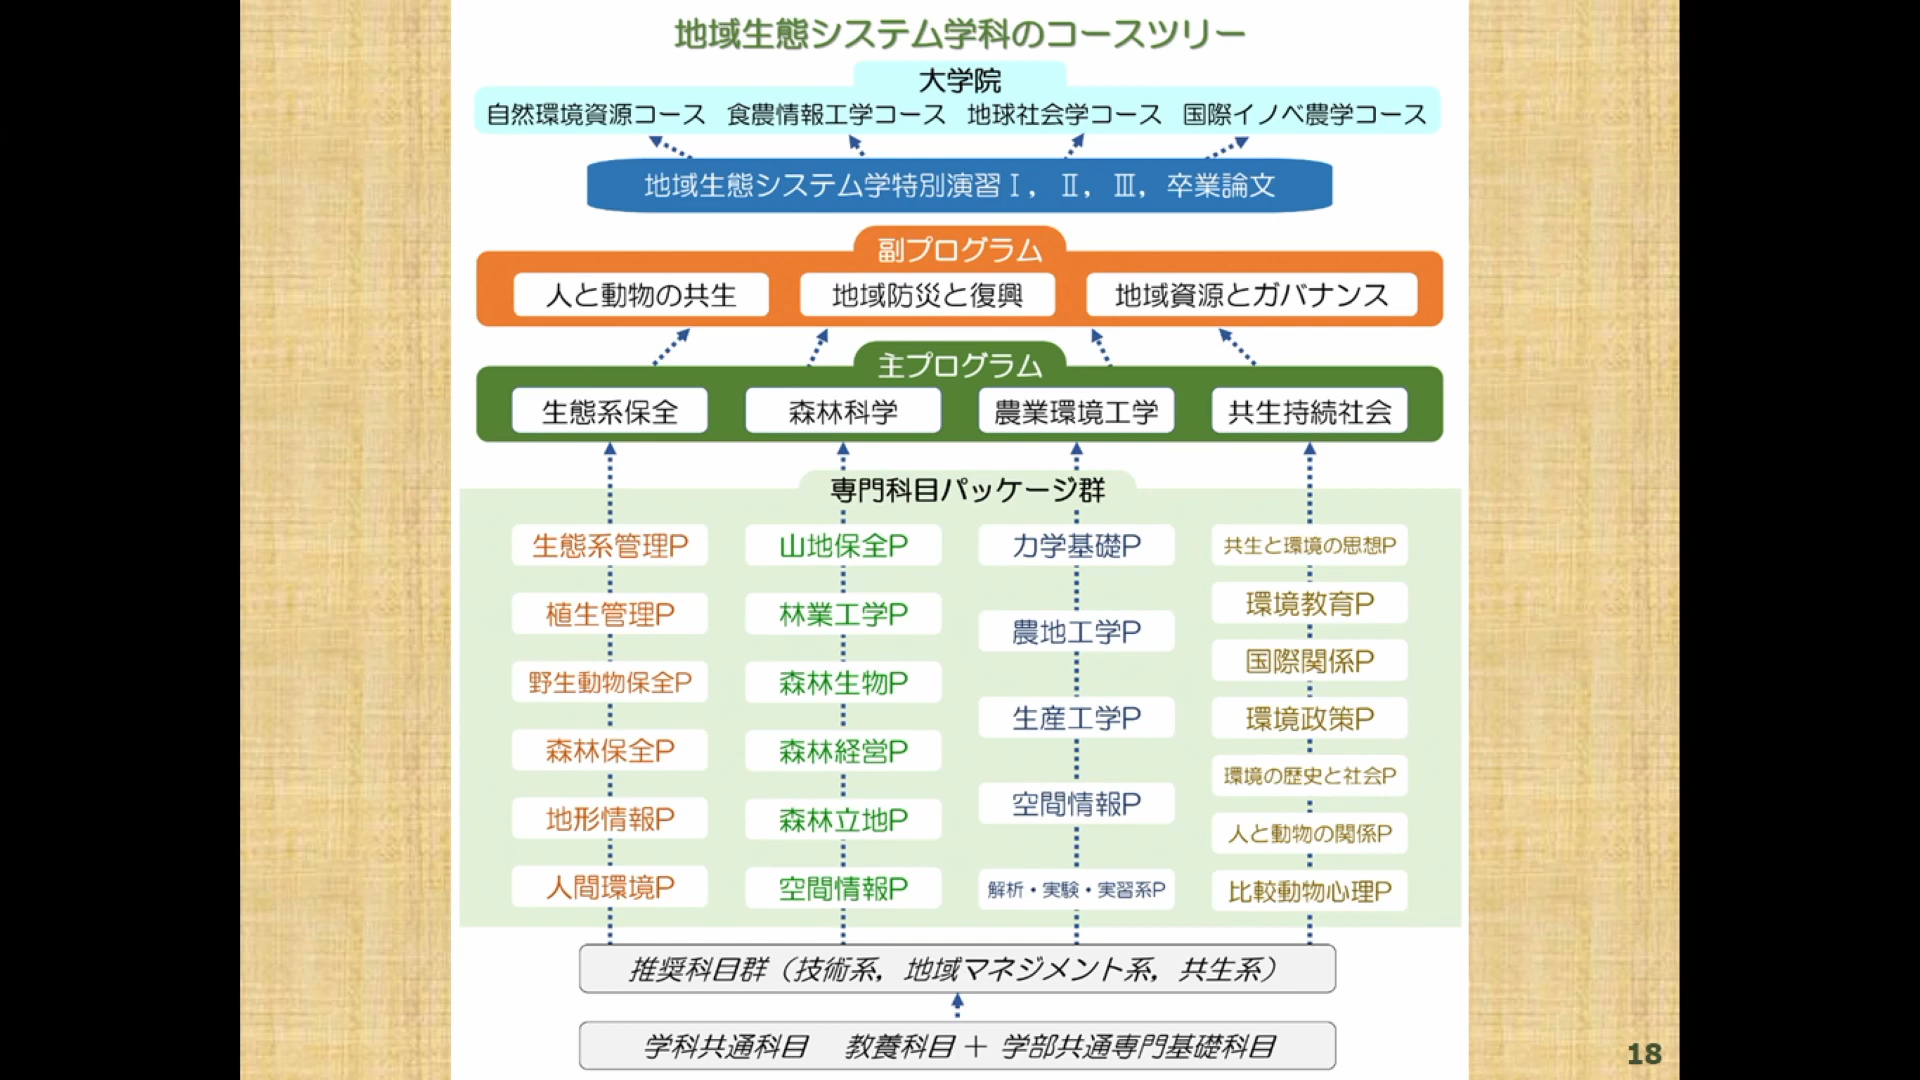 地域生態システム学科のコースツリー
大学院
自然環境資源コース 食農情報工学コース 地球社会学コース 国際イノベ農学コース
地域生態システム学特別演習Ⅰ，Ⅱ，Ⅲ，卒業論文
副プログラム
人と動物の共生 地域防災と復興 地域資源とガバナンス
主プログラム
生態系保全 森林科学 農業環境工学 共生持続社会
専門科目パッケージ群
生態系管理P
植生管理P
野生動物保全P
森林保全P
地形情報P
人間環境P
山地保全P
林業工学P
森林生物P
森林経営P
森林立地P
空間情報P
力学基礎P
農地工学P
生産工学P
空間情報P
解析・実験・実習系P
共生と環境の思想P
環境教育P
国際関係P
環境政策P
環境の歴史と社会P
人と動物の関係P
比較動物心理P
推奨科目群（技術系，地域マネジメント系，共生系）
学科共通科目 教養科目＋学部共通専門基礎科目
18